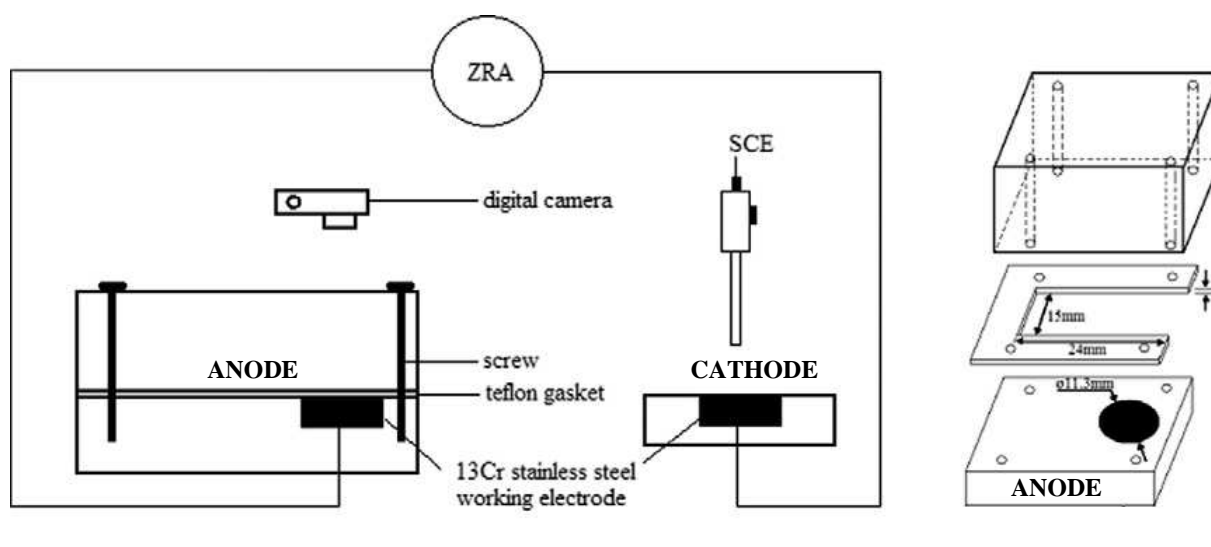 ZRA
SCE
digital camera
ANODE
screw
CATHODE
teflon gasket
13Cr stainless steel
working electrode
15mm
24mm
ø11.3mm
ANODE